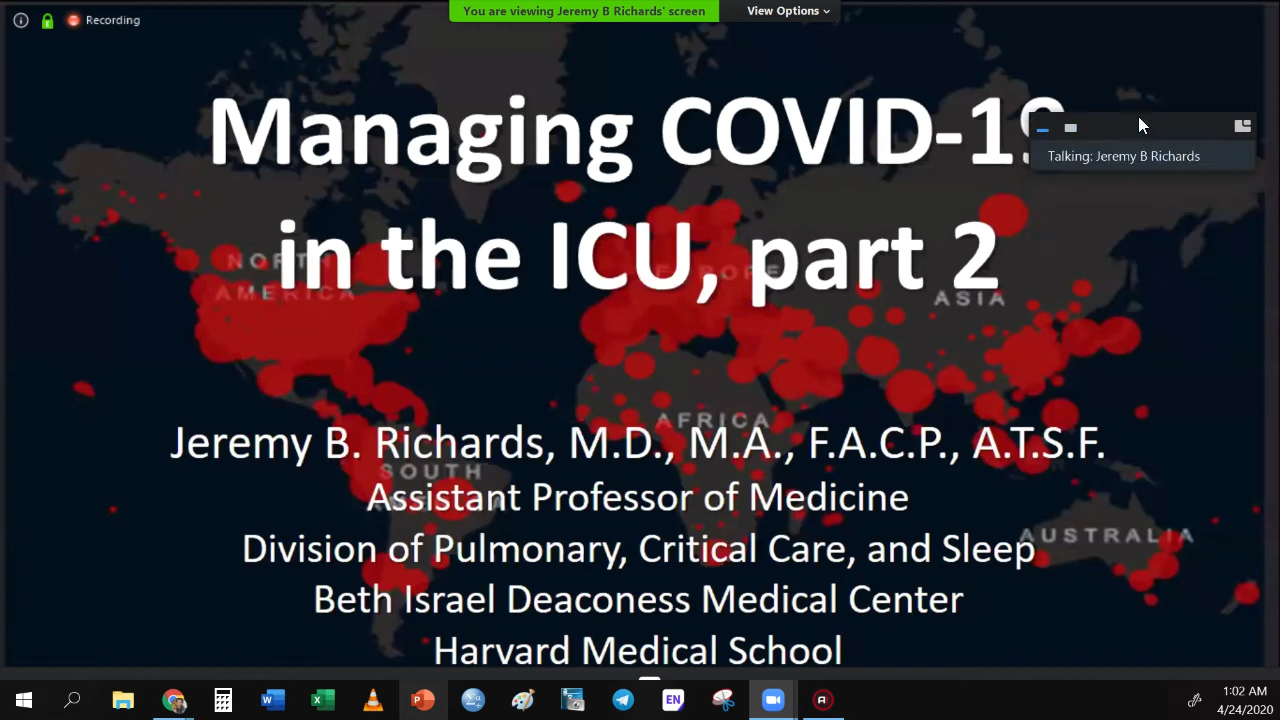 Recording
You are viewing Jeremy B Richards' screen
View Options
Managing COVID-19
Talking: Jeremy B Richards
in the ICU, part 2
NORTH
AMERICA
EUROPE
ASIA
AFRICA
Jeremy B. Richards, M.D., M.A., F.A.C.P., A.T.S.F.
SOUTH
Assistant Professor of Medicine
AUSTRALIA
Division of Pulmonary, Critical Care, and Sleep
Beth Israel Deaconess Medical Center
Harvard Medical School
EN
1:02 AM
4/24/2020